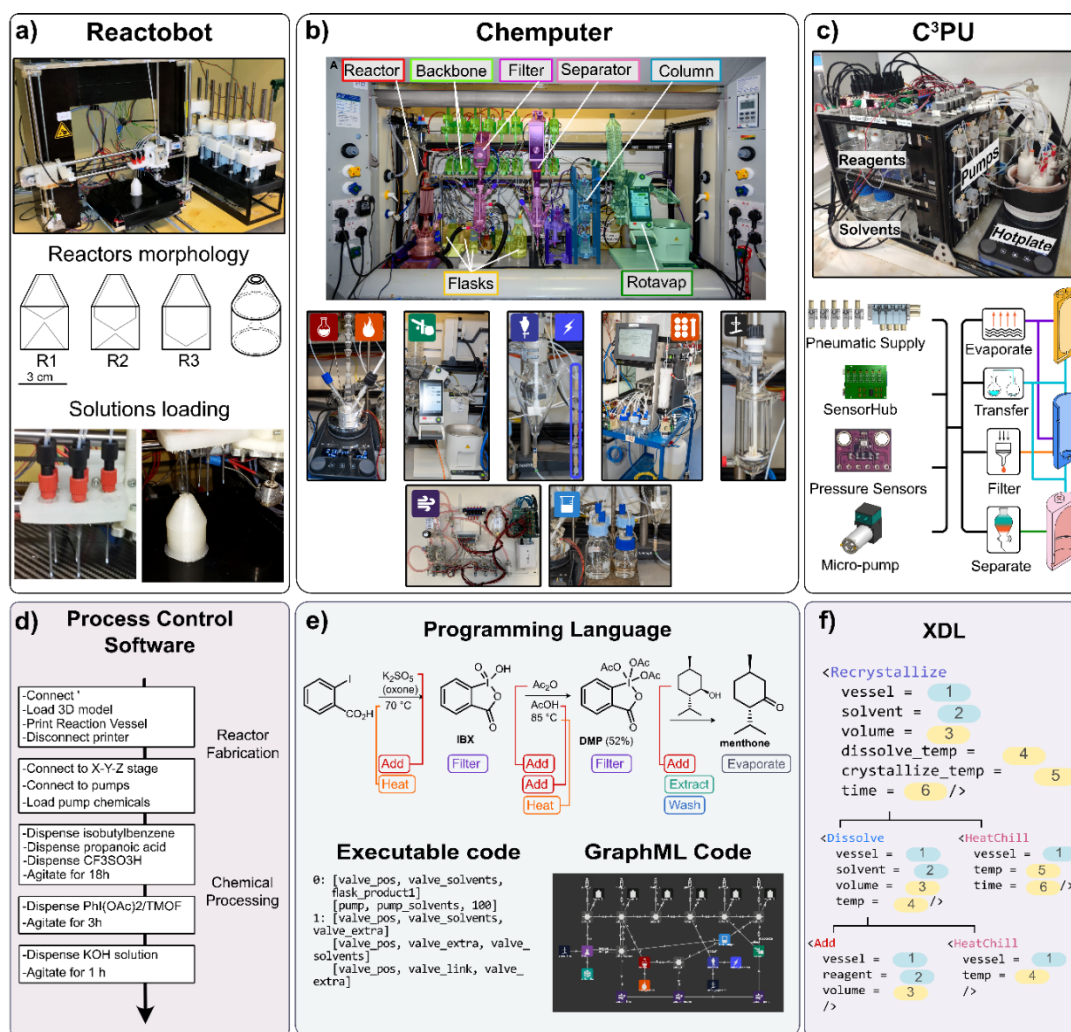 a) Reactobot
Reactors morphology
R1
R2
R3
3 cm
Solutions loading
b) Chemputer
A
Reactor
Backbone
Filter
Separator
Column
Flasks
Rotavap
c) C³PU
Reagents
Solvents
Pumps
Hotplate
Pneumatic Supply
SensorHub
Pressure Sensors
Micro-pump
Evaporate
Transfer
Filter
Separate
d) Process Control
Software
-Connect '
-Load 3D model
-Print Reaction Vessel
-Disconnect printer
Reactor
Fabrication
-Connect to X-Y-Z stage
-Connect to pumps
-Load pump chemicals
-Dispense isobutylbenzene
-Dispense propanoic acid
-Dispense CF3SO3H
-Agitate for 18h
Chemical
Processing
-Dispense PhI(OAc)2/TMOF
-Agitate for 3h
-Dispense KOH solution
-Agitate for 1 h
e) Programming Language
I
CO₂H
K₂SO₅
(oxone)
70 °C
Add
Heat
O
I
OH
O
O
IBX
Filter
Ac₂O
AcOH
85 °C
Add
Add
Heat
AcO
OAc
I
OAc
O
O
DMP (52%)
Filter
OH
Add
Extract
Wash
O
menthone
Evaporate
Executable code
0: [valve_pos, valve_solvents,
flask_product1]
[pump, pump_solvents, 100]
1: [valve_pos, valve_solvents,
valve_extra]
[valve_pos, valve_extra, valve_
solvents]
[valve_pos, valve_link, valve_
extra]
GraphML Code
f) XDL
<Recrystallize
vessel = 1
solvent = 2
volume = 3
dissolve_temp = 4
crystallize_temp = 5
time = 6 />
<Dissolve
vessel = 1
solvent = 2
volume = 3
temp = 4 />
<HeatChill
vessel = 1
temp = 5
time = 6 />
<Add
vessel = 1
reagent = 2
volume = 3
/>
<HeatChill
vessel = 1
temp = 4
/>